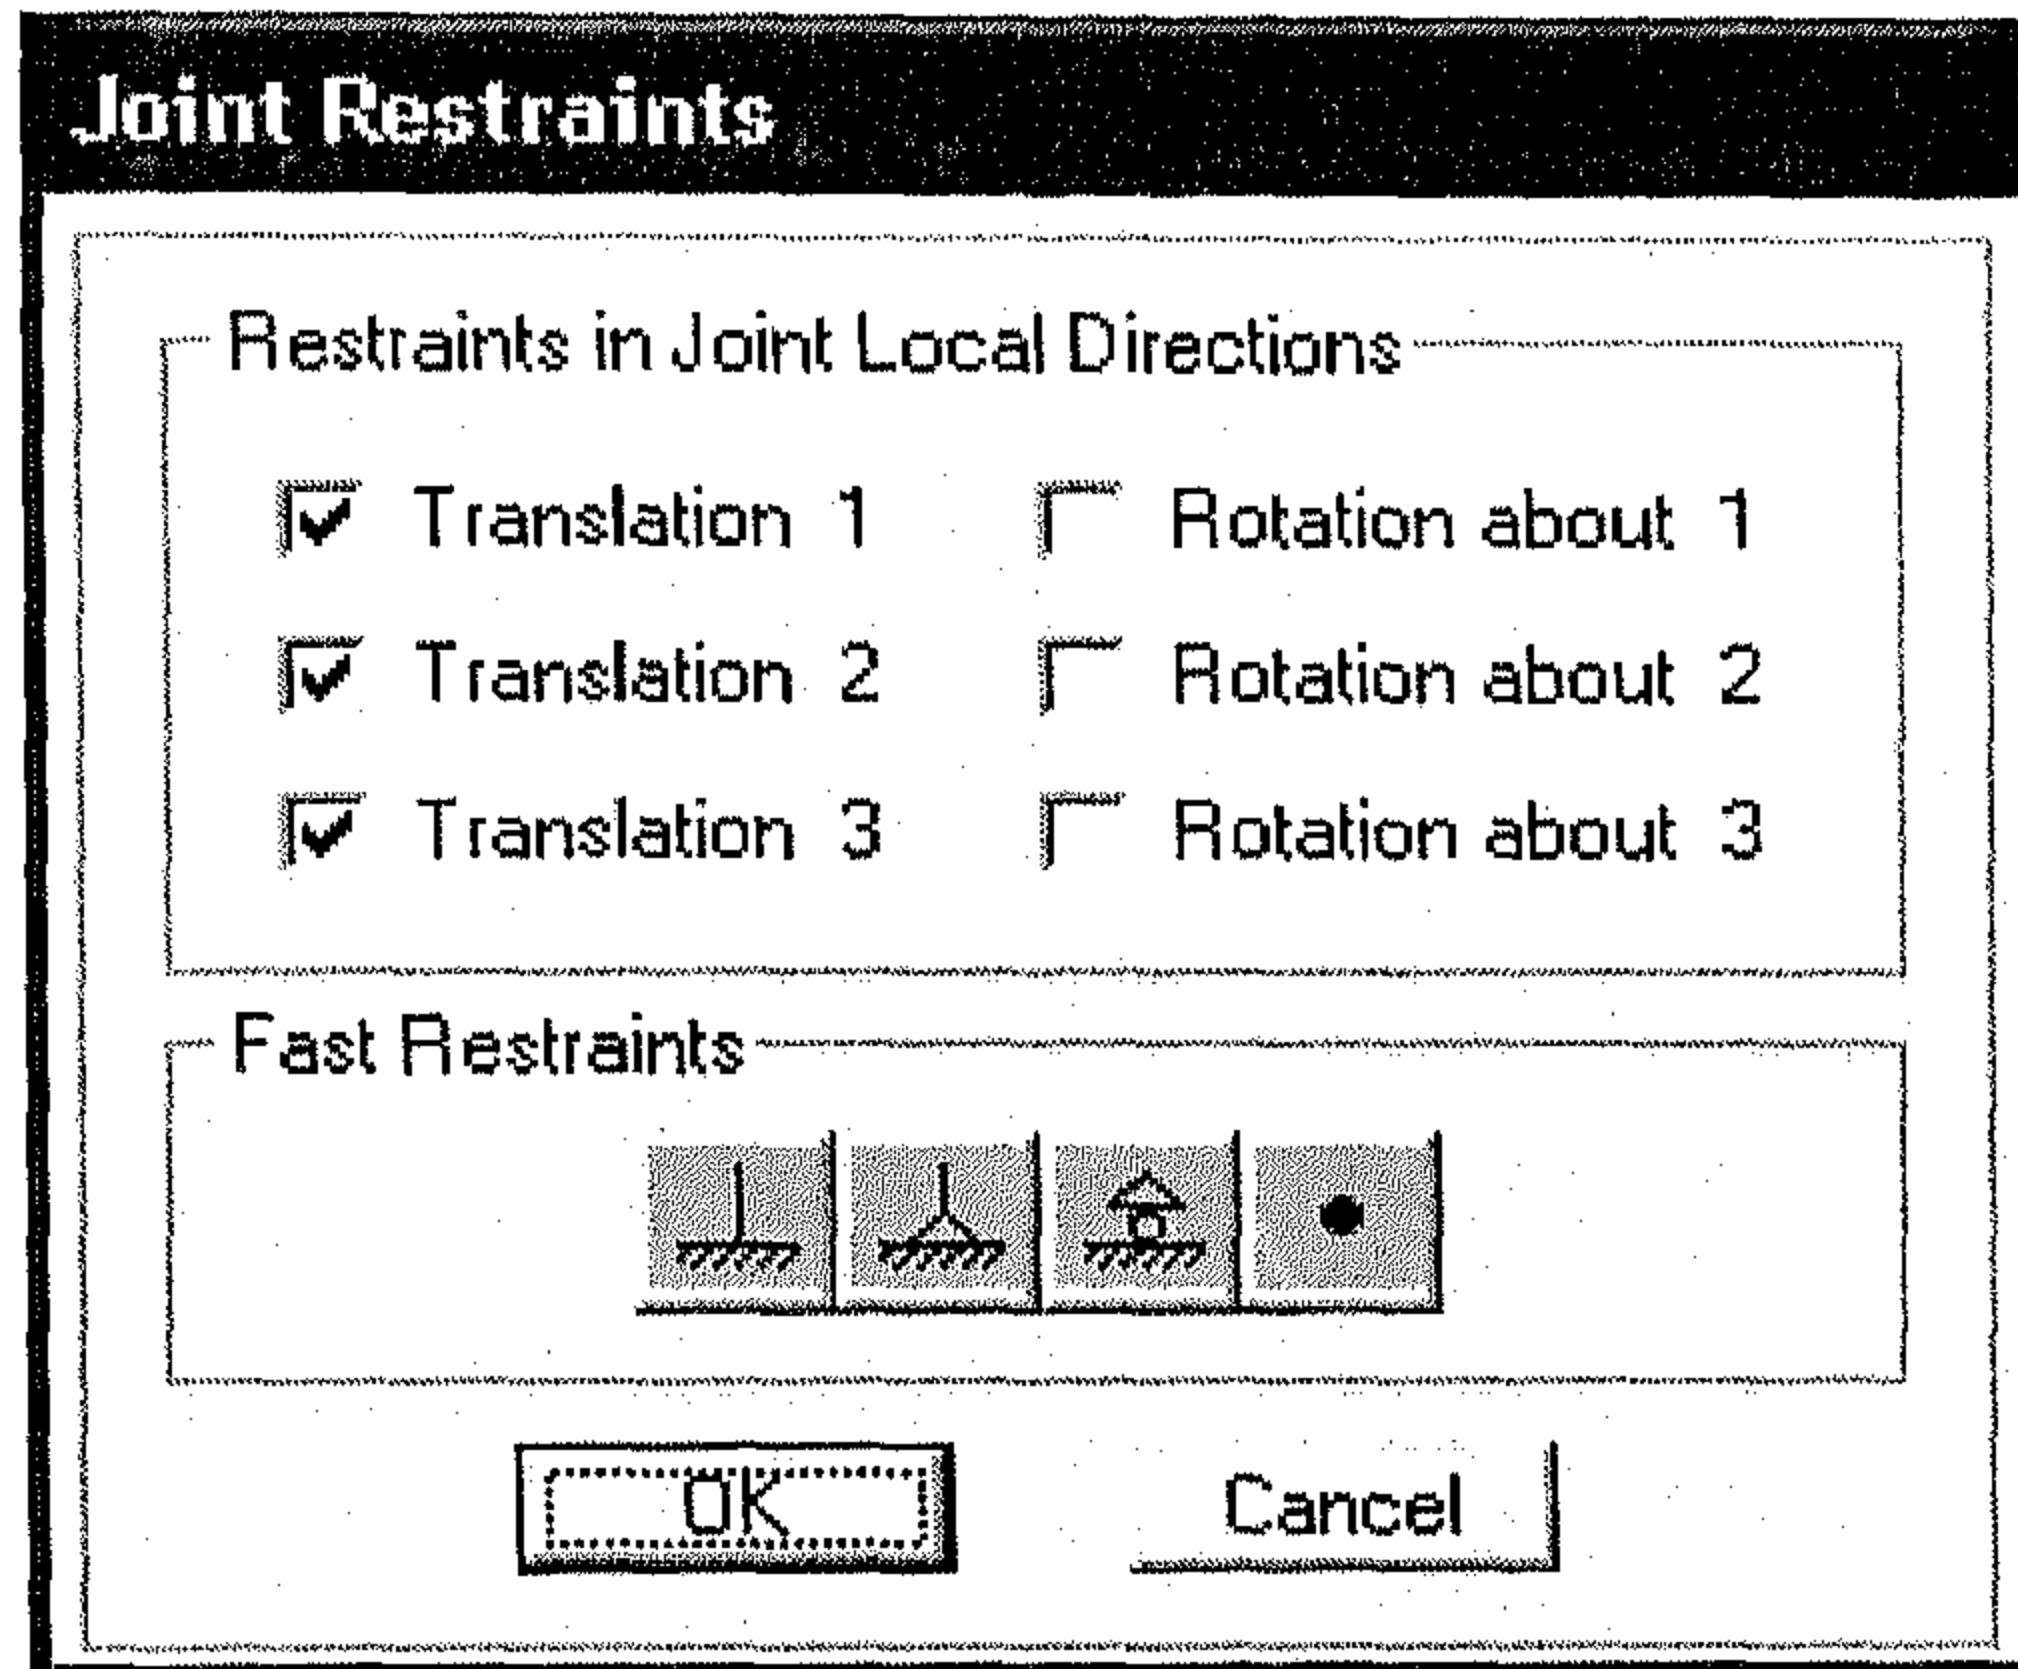 Joint Restraints
Restraints in Joint Local Directions
Translation 1 Rotation about 1
Translation 2 Rotation about 2
Translation 3 Rotation about 3
Fast Restraints
OK Cancel